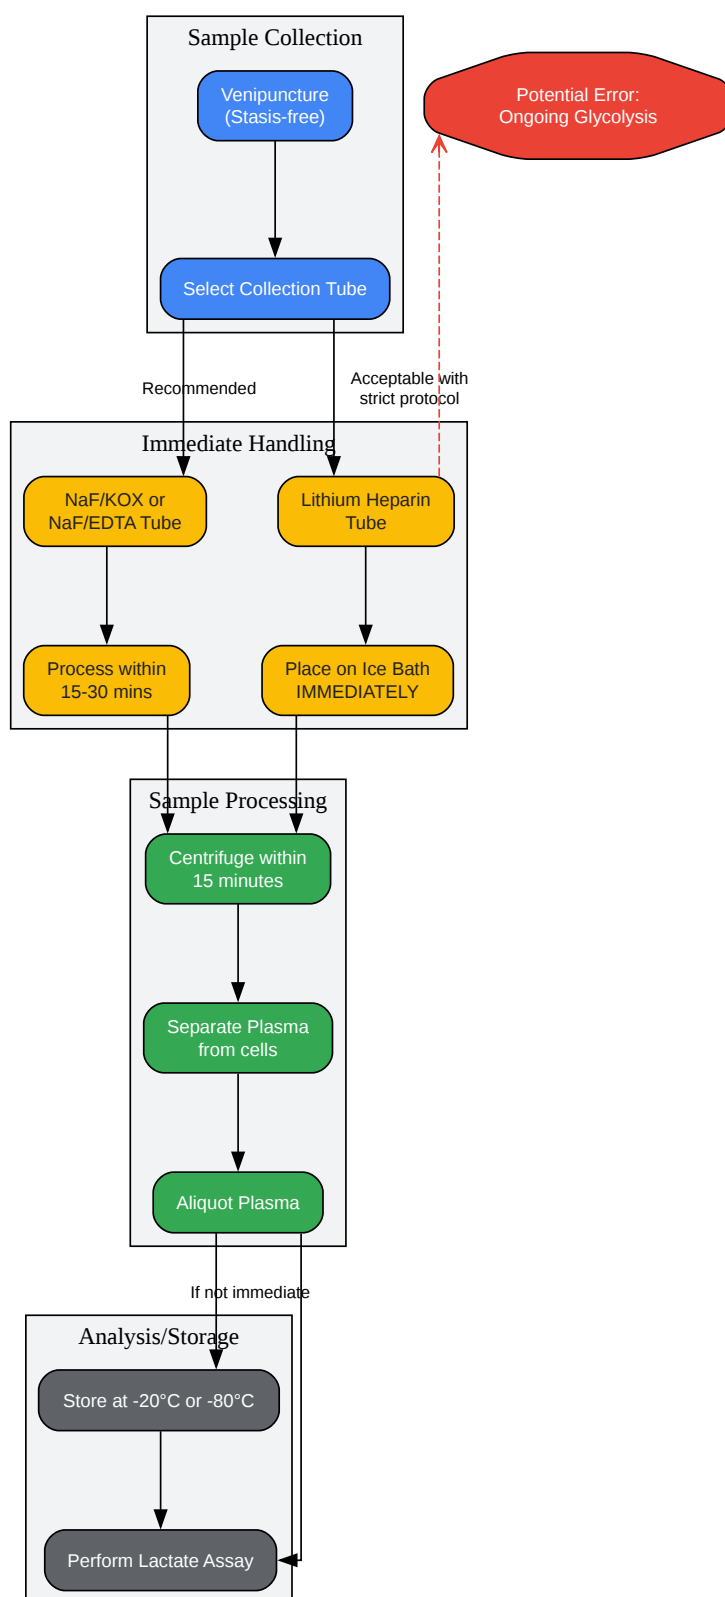 Sample Collection
Venipuncture
(Stasis-free)
Potential Error:
Ongoing Glycolysis
Select Collection Tube
Recommended
Acceptable with
strict protocol
Immediate Handling
NaF/KOX or
NaF/EDTA Tube
Lithium Heparin
Tube
Process within
15-30 mins
Place on Ice Bath
IMMEDIATELY
Sample Processing
Centrifuge within
15 minutes
Separate Plasma
from cells
Aliquot Plasma
If not immediate
Analysis/Storage
Store at -20°C or -80°C
Perform Lactate Assay